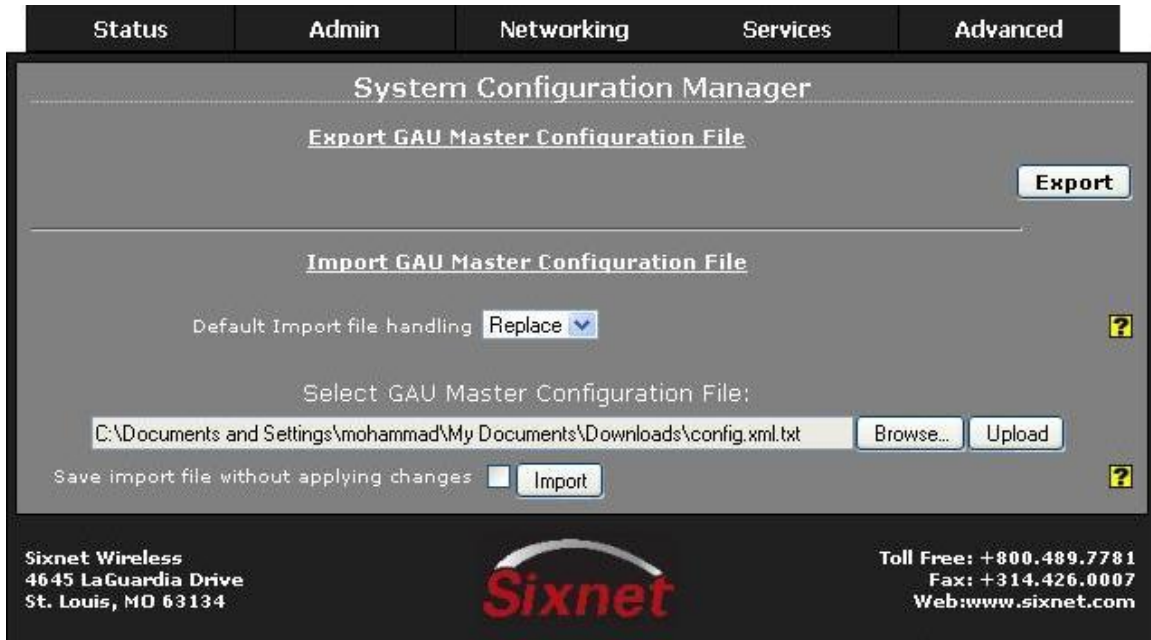 Status Admin Networking Services Advanced
System Configuration Manager
Export GAU Master Configuration File
Export
Import GAU Master Configuration File
Default Import file handling Replace ?
Select GAU Master Configuration File:
C:\Documents and Settings\mohammad\My Documents\Downloads\config.xml.txt Browse... Upload
Save import file without applying changes Import ?
Sixnet Wireless
4645 LaGuardia Drive
St. Louis, MO 63134
Sixnet
Toll Free: +800.489.7781
Fax: +314.426.0007
Web:www.sixnet.com